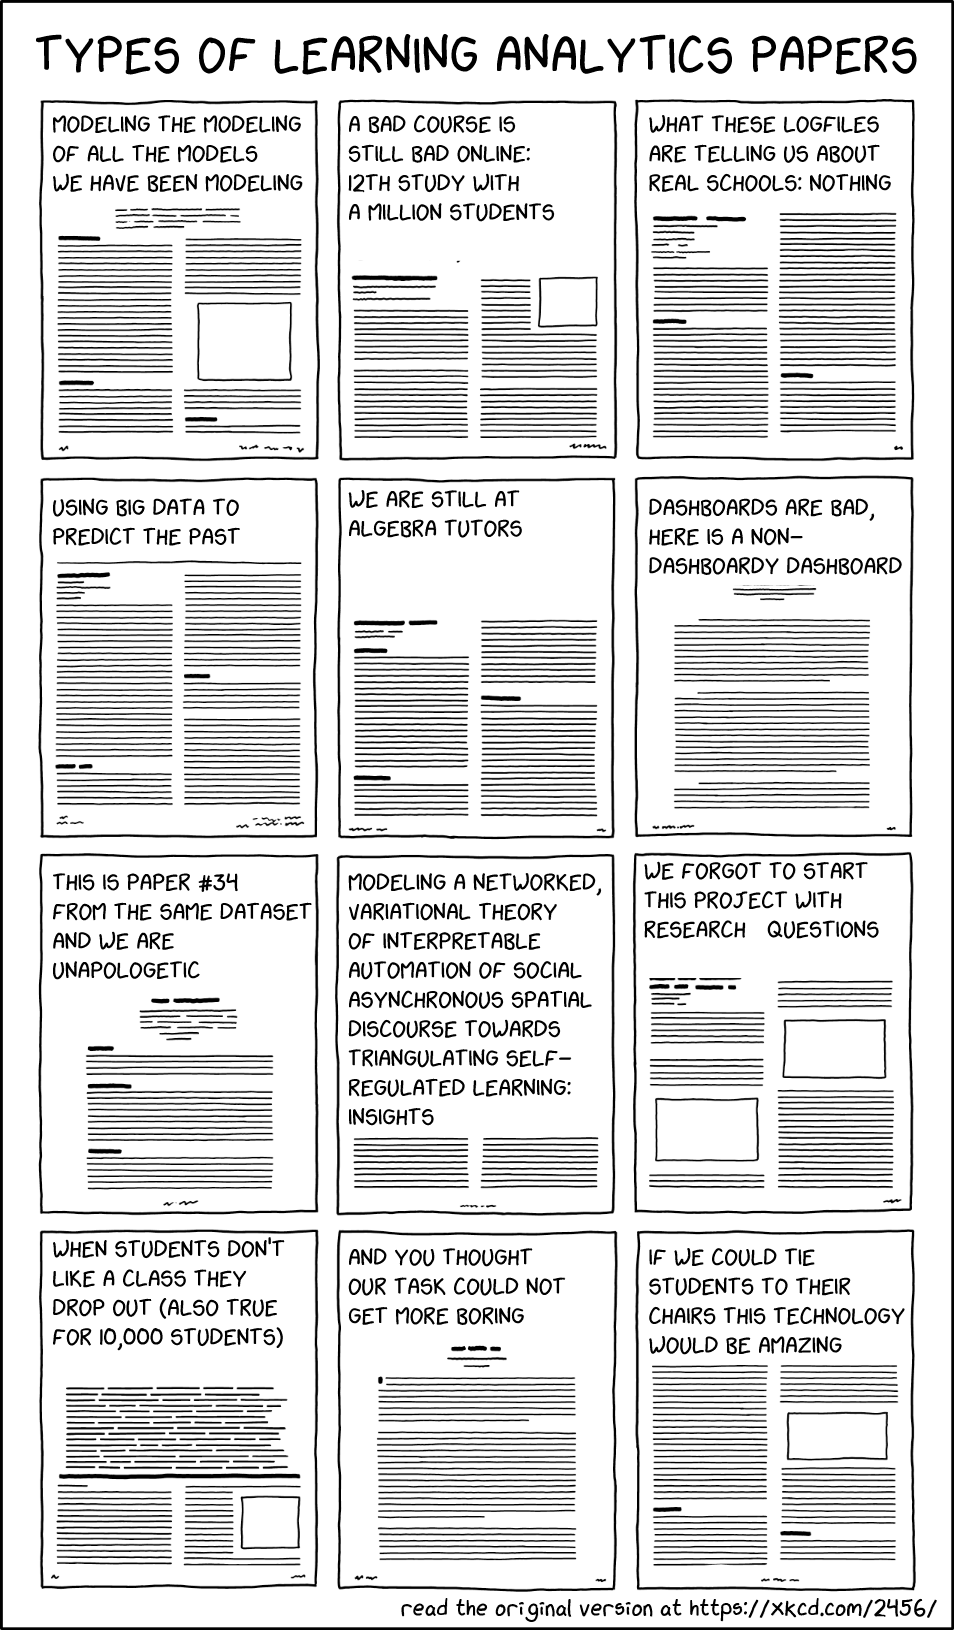 TYPES OF LEARNING ANALYTICS PAPERS
MODELING THE MODELING
OF ALL THE MODELS
WE HAVE BEEN MODELING
A BAD COURSE IS
STILL BAD ONLINE:
12TH STUDY WITH
A MILLION STUDENTS
WHAT THESE LOGFILES
ARE TELLING US ABOUT
REAL SCHOOLS: NOTHING
USING BIG DATA TO
PREDICT THE PAST
WE ARE STILL AT
ALGEBRA TUTORS
DASHBOARDS ARE BAD,
HERE IS A NON-
DASHBOARDY DASHBOARD
THIS IS PAPER #34
FROM THE SAME DATASET
AND WE ARE
UNAPOLOGETIC
MODELING A NETWORKED,
VARIATIONAL THEORY
OF INTERPRETABLE
AUTOMATION OF SOCIAL
ASYNCHRONOUS SPATIAL
DISCOURSE TOWARDS
TRIANGULATING SELF-
REGULATED LEARNING:
INSIGHTS
WE FORGOT TO START
THIS PROJECT WITH
RESEARCH QUESTIONS
WHEN STUDENTS DON'T
LIKE A CLASS THEY
DROP OUT (ALSO TRUE
FOR 10,000 STUDENTS)
AND YOU THOUGHT
OUR TASK COULD NOT
GET MORE BORING
IF WE COULD TIE
STUDENTS TO THEIR
CHAIRS THIS TECHNOLOGY
WOULD BE AMAZING
read the original version at https://xkcd.com/2456/